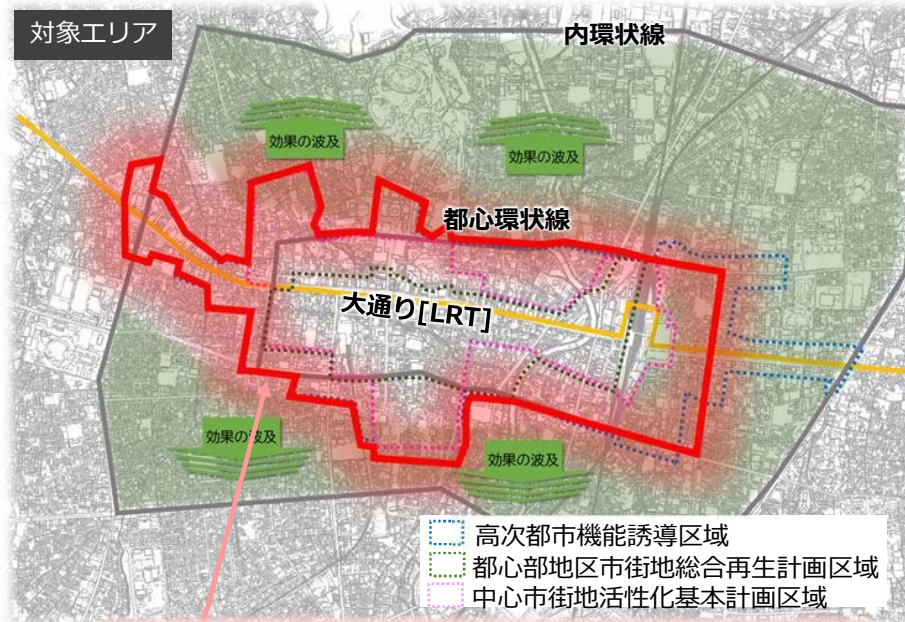 対象エリア
内環状線
効果の波及
効果の波及
都心環状線
大通り[LRT]
効果の波及
効果の波及
高次都市機能誘導区域
都心部地区市街地総合再生計画区域
中心市街地活性化基本計画区域